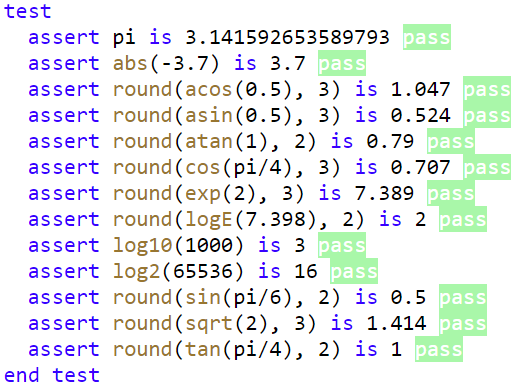 test
assert pi is 3.141592653589793 pass
assert abs(-3.7) is 3.7 pass
assert round(acos(0.5), 3) is 1.047 pass
assert round(asin(0.5), 3) is 0.524 pass
assert round(atan(1), 2) is 0.79 pass
assert round(cos(pi/4), 3) is 0.707 pass
assert round(exp(2), 3) is 7.389 pass
assert round(logE(7.398), 2) is 2 pass
assert log10(1000) is 3 pass
assert log2(65536) is 16 pass
assert round(sin(pi/6), 2) is 0.5 pass
assert round(sqrt(2), 3) is 1.414 pass
assert round(tan(pi/4), 2) is 1 pass
end test